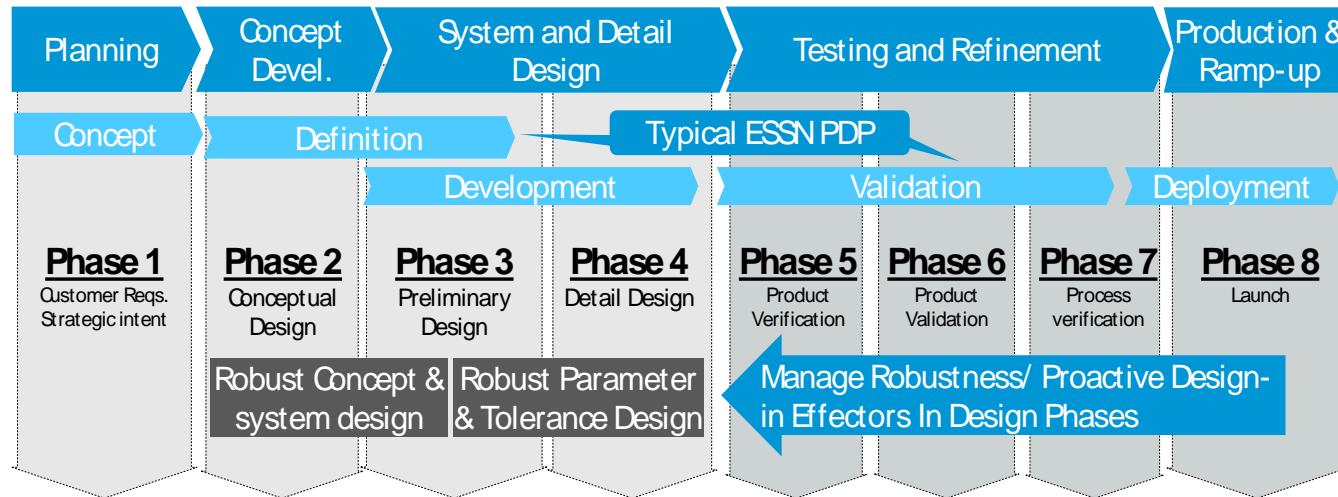 Planning
Concept
Devel.
System and Detail
Design
Testing and Refinement
Production &
Ramp-up
Concept
Definition
Typical ESSN PDP
Development
Validation
Deployment
Phase 1
Customer Reqs.
Strategic intent
Phase 2
Conceptual
Design
Phase 3
Preliminary
Design
Phase 4
Detail Design
Phase 5
Product
Verification
Phase 6
Product
Validation
Phase 7
Process
verification
Phase 8
Launch
Robust Concept &
system design
Robust Parameter
& Tolerance Design
Manage Robustness/ Proactive Design-
in Effectors In Design Phases